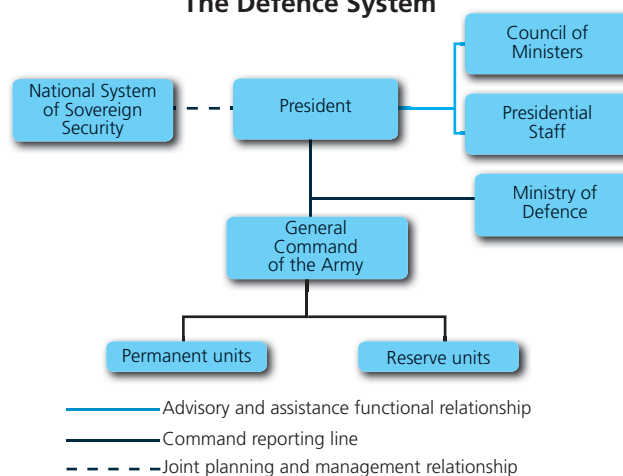 The Defence System
Council of
Ministers
National System
of Sovereign
Security
President
Presidential
Staff
Ministry of
Defence
General
Command
of the Army
Permanent units
Reserve units
Advisory and assistance functional relationship
Command reporting line
Joint planning and management relationship